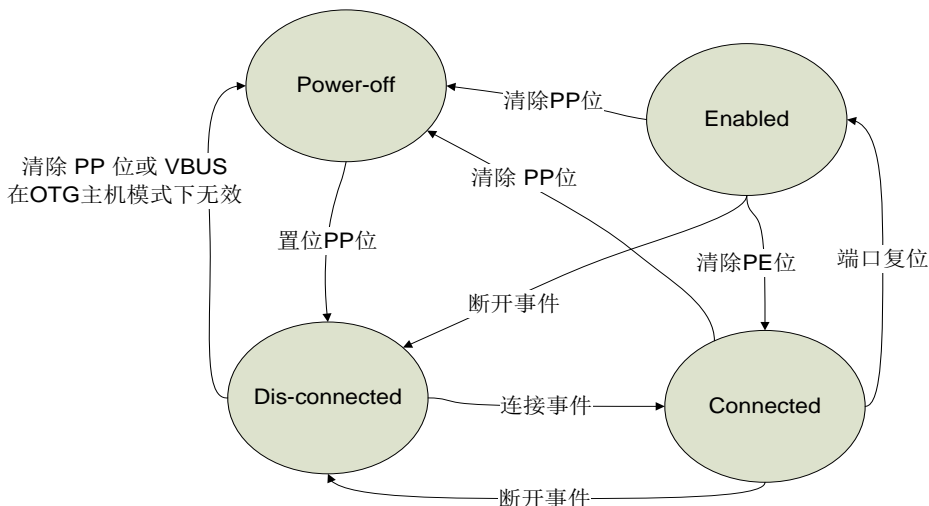 Power-off
Enabled
清除PP位
清除 PP 位或 VBUS
在OTG主机模式下无效
清除 PP位
置位PP位
清除PE位
端口复位
断开事件
Dis-connected
连接事件
Connected
断开事件